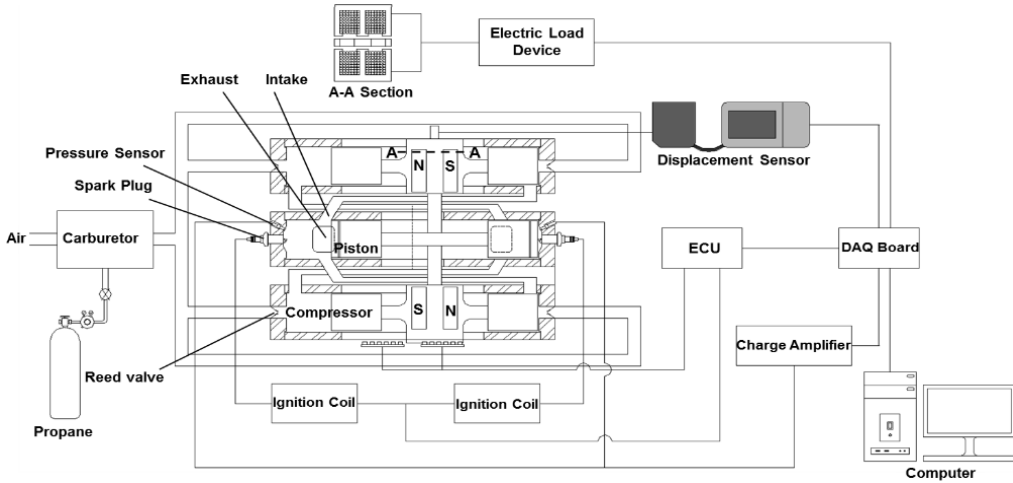 Electric Load
Device
A-A Section
Exhaust
Intake
Pressure Sensor
Spark Plug
Displacement Sensor
A
A
N
S
Air
Carburetor
Piston
ECU
DAQ Board
S
N
Compressor
Charge Amplifier
Reed valve
Ignition Coil
Ignition Coil
Propane
Computer